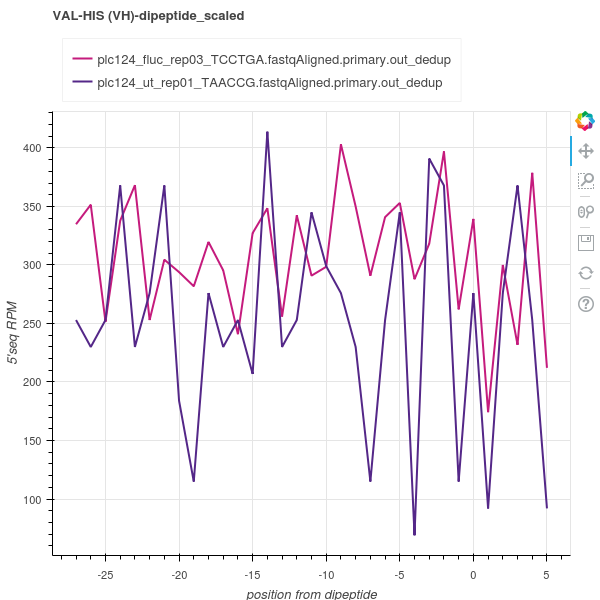 VAL-HIS (VH)-dipeptide_scaled
plc124_fluc_rep03_TCCTGA.fastqAligned.primary.out_dedup
plc124_ut_rep01_TAACCG.fastqAligned.primary.out_dedup
400
350
300
250
200
150
100
5'seq RPM
-25 -20 -15 -10 -5 0 5
position from dipeptide